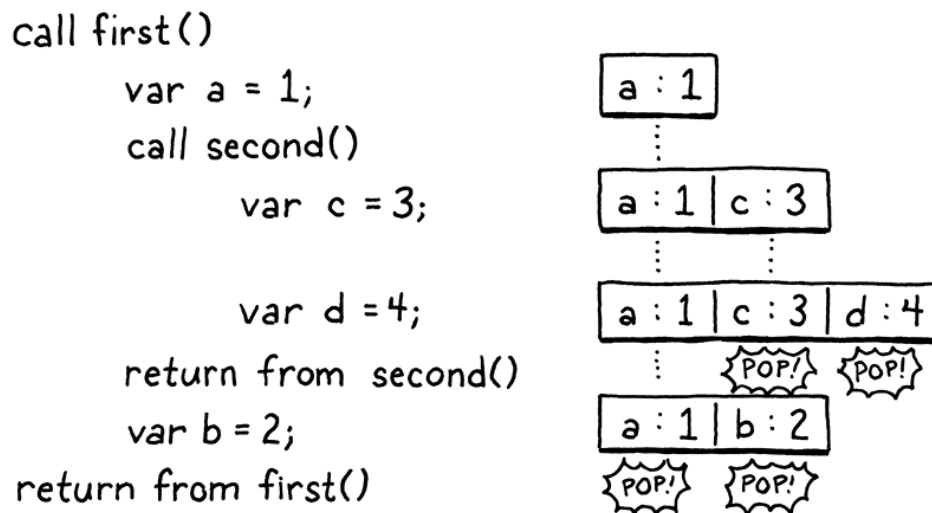 call first()
var a = 1;
a : 1
call second()
var c = 3;
a : 1 | c : 3
var d = 4;
a : 1 | c : 3 | d : 4
return from second()
POP! POP!
var b = 2;
a : 1 | b : 2
return from first()
POP! POP!